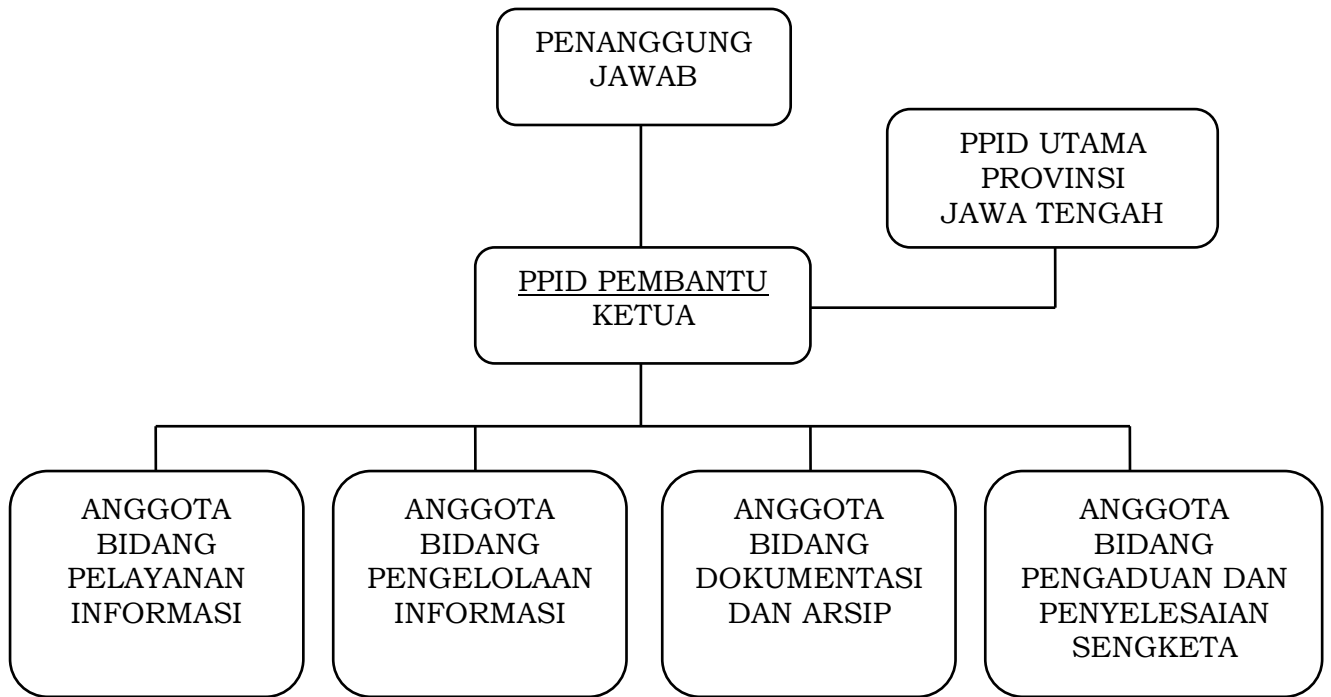 PENANGGUNG
JAWAB
PPID UTAMA
PROVINSI
JAWA TENGAH
PPID PEMBANTU
KETUA
ANGGOTA
BIDANG
PELAYANAN
INFORMASI
ANGGOTA
BIDANG
PENGELOLAAN
INFORMASI
ANGGOTA
BIDANG
DOKUMENTASI
DAN ARSIP
ANGGOTA
BIDANG
PENGADUAN DAN
PENYELESAIAN
SENGKETA